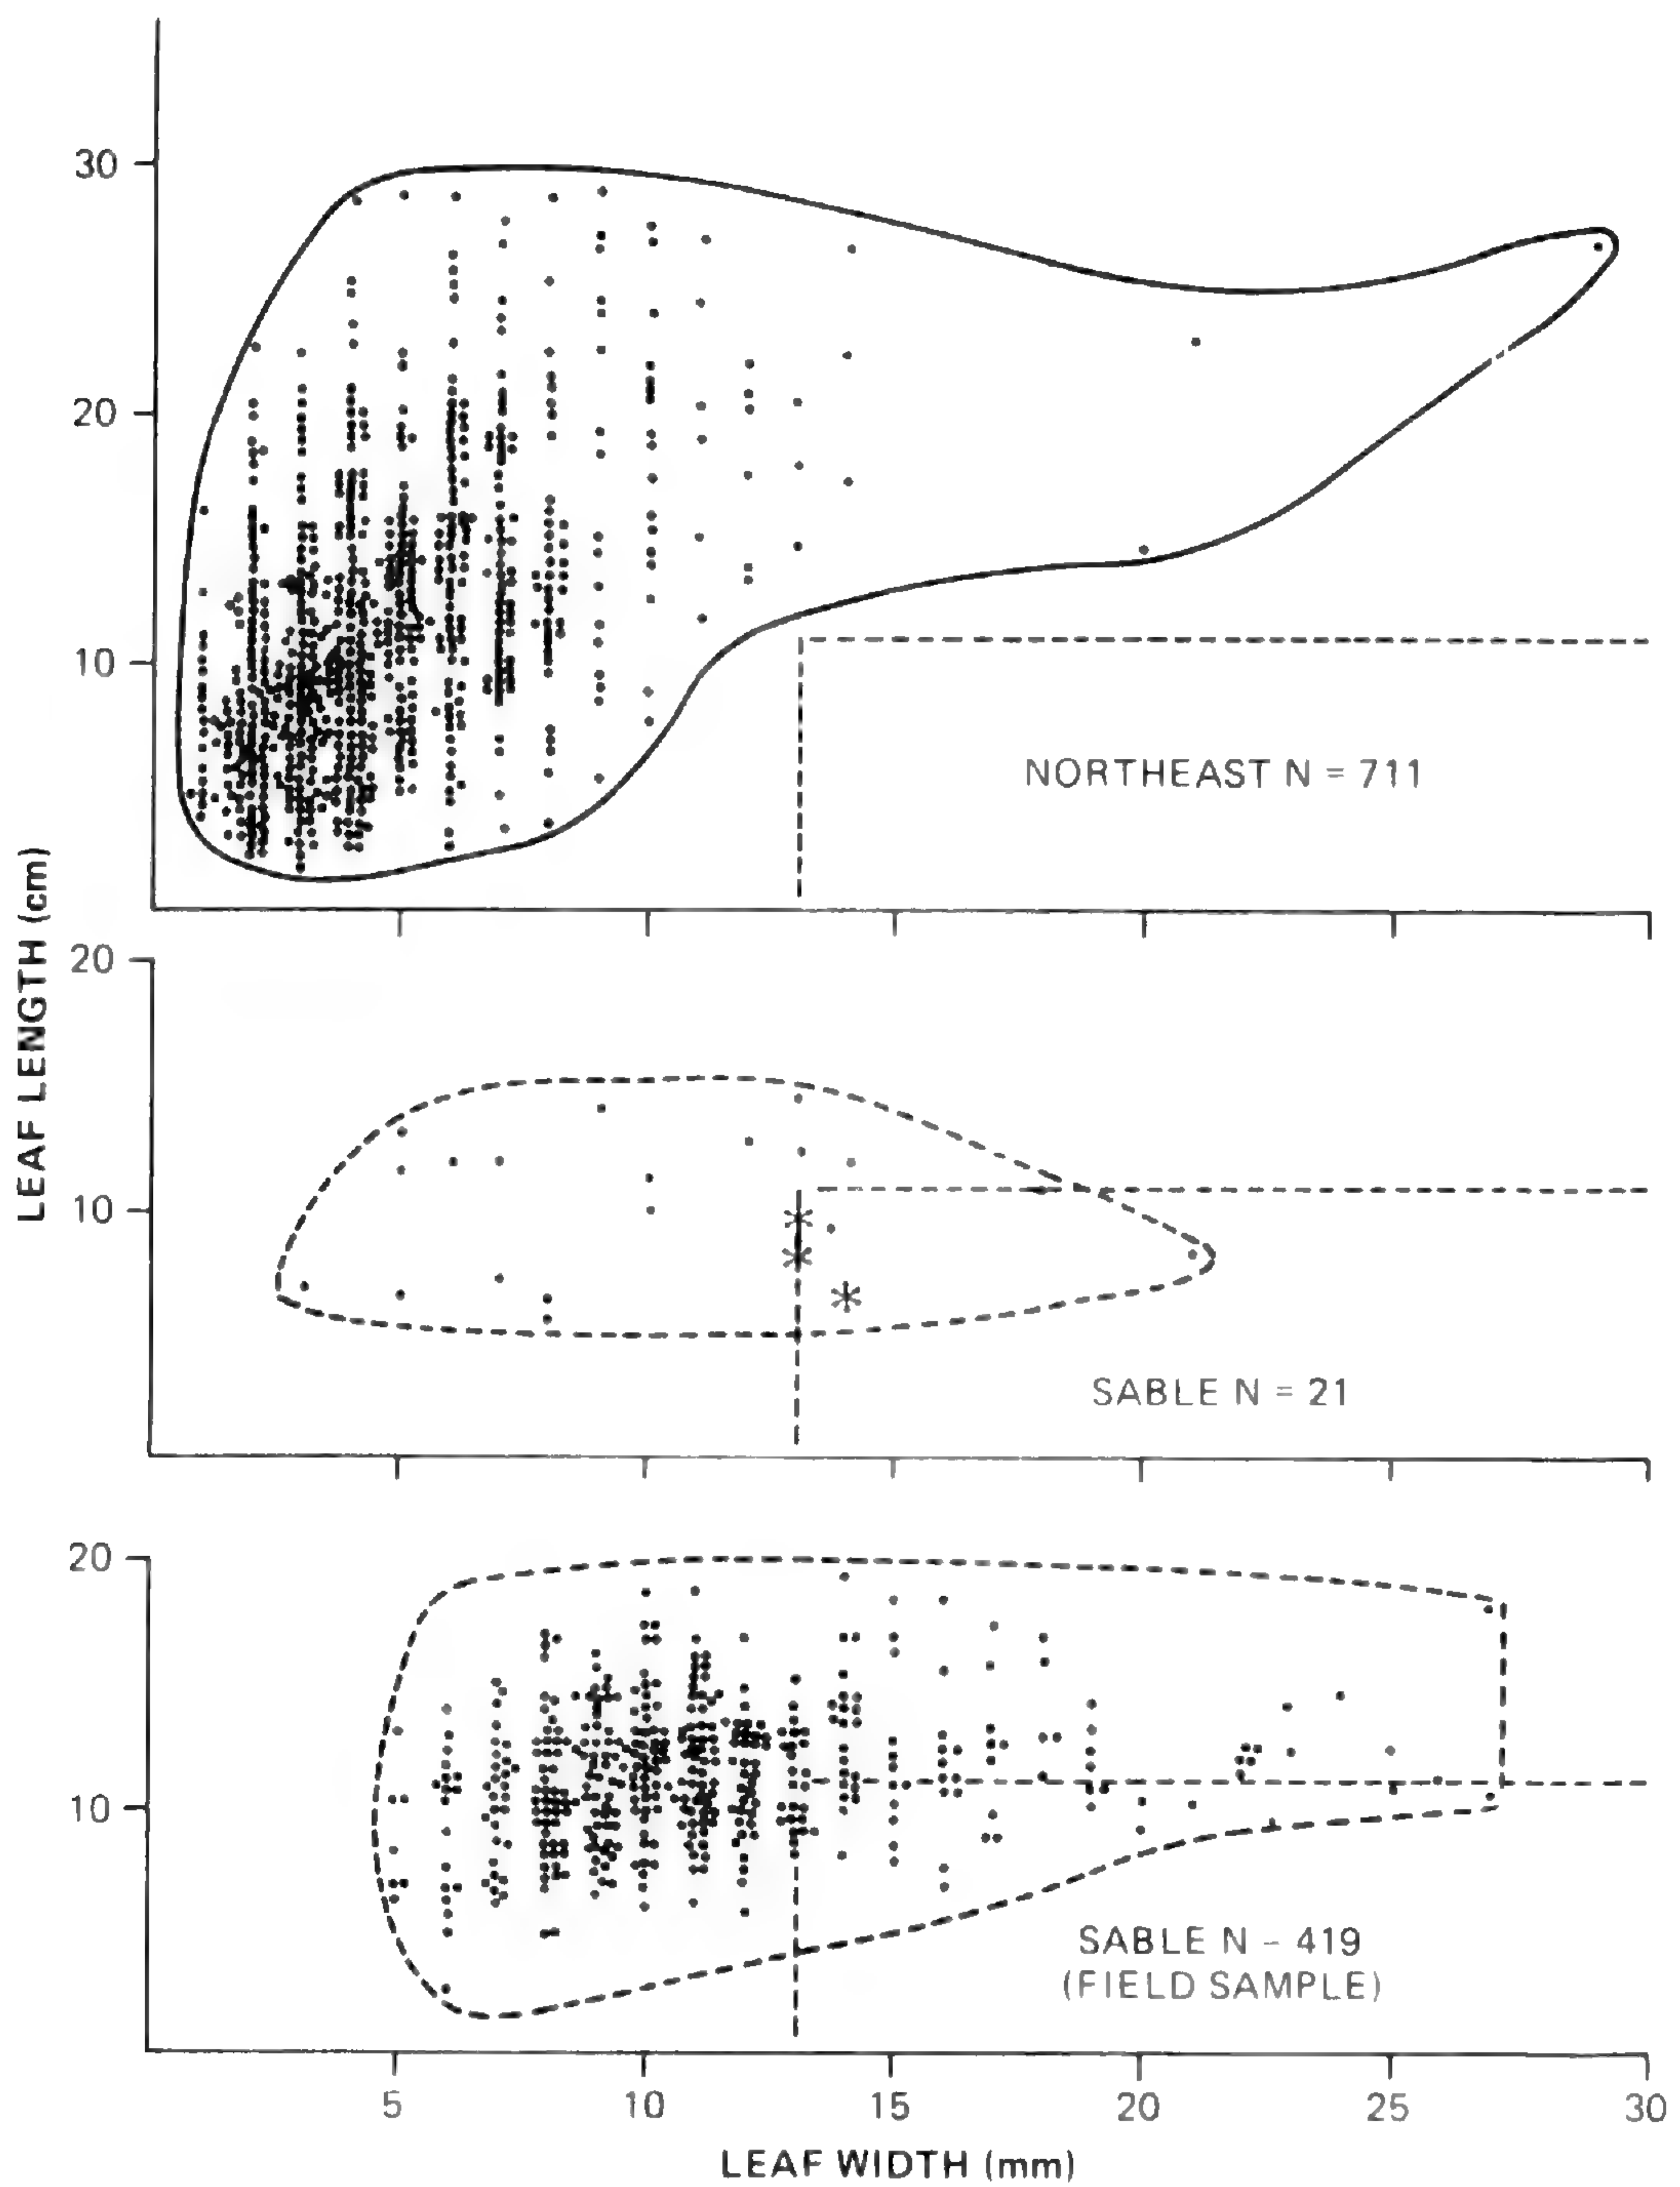 30
20
10
NORTHEAST N = 711
LEAF LENGTH (cm)
20
10
SABLE N = 21
20
10
SABLE N – 419
(FIELD SAMPLE)
5 10 15 20 25 30
LEAF WIDTH (mm)